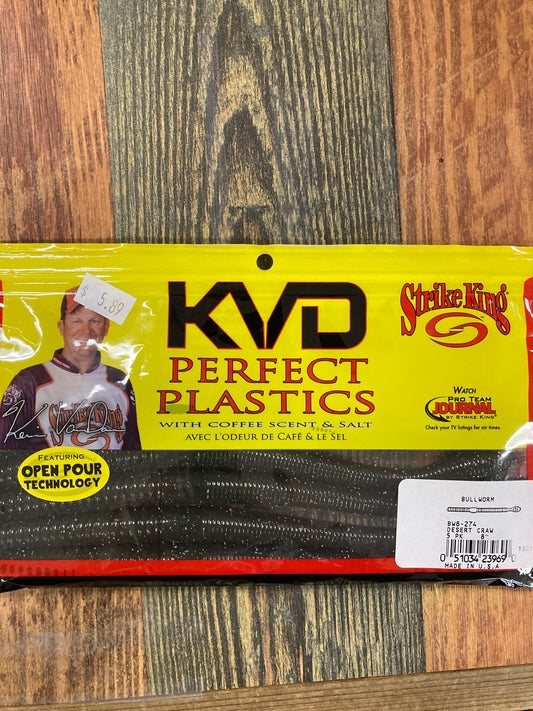 $ 5.89
KVD
PERFECT
PLASTICS
WITH COFFEE SCENT & SALT
AVEC L'ODEUR DE CAFÉ & LE SEL
Strike King
WATCH
PRO TEAM
JOURNAL
BY STRIKE KING
Check your TV listings for air times.
FEATURING
OPEN POUR
TECHNOLOGY
BULLWORM
BW8-274
DESERT CRAW
5 PK 8"
0 51034 23969 0
MADE IN U.S.A